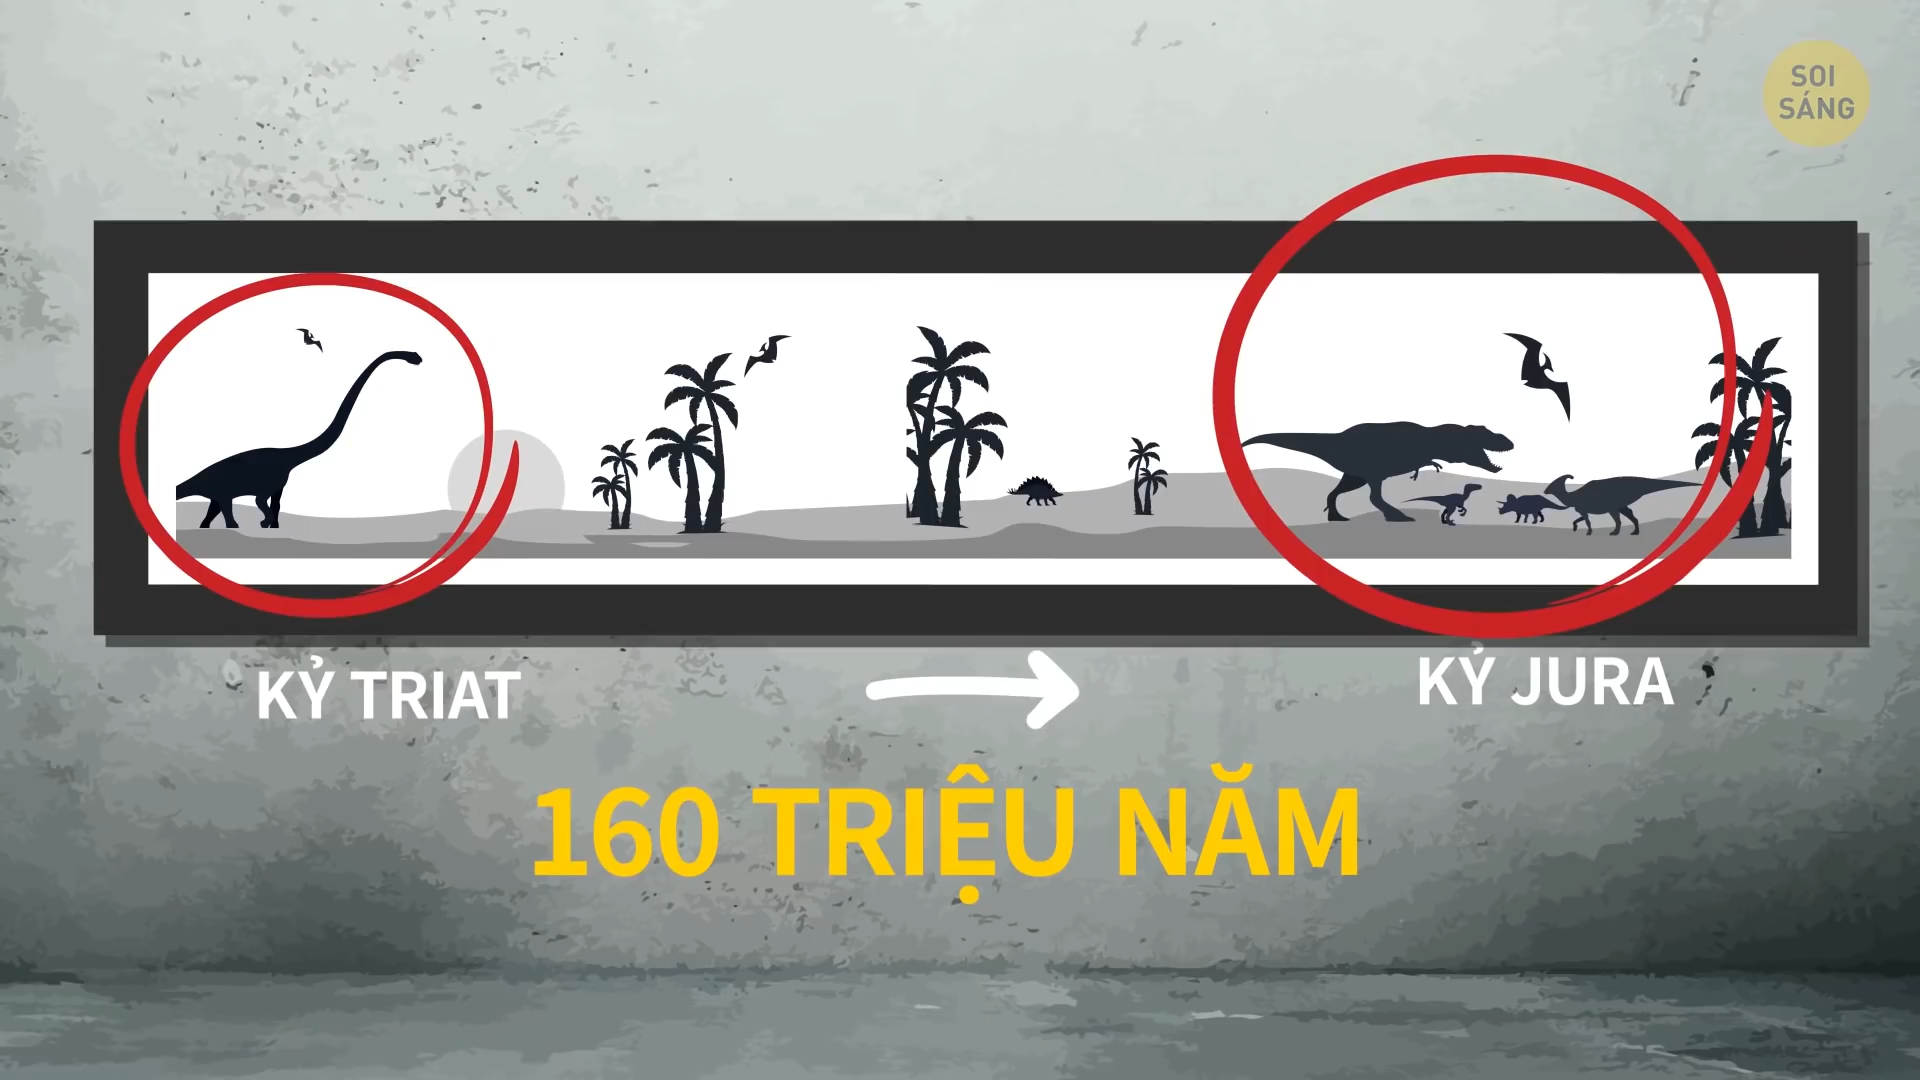 SOI
SÁNG
KỶ TRIAT
KỶ JURA
160 TRIỆU NĂM